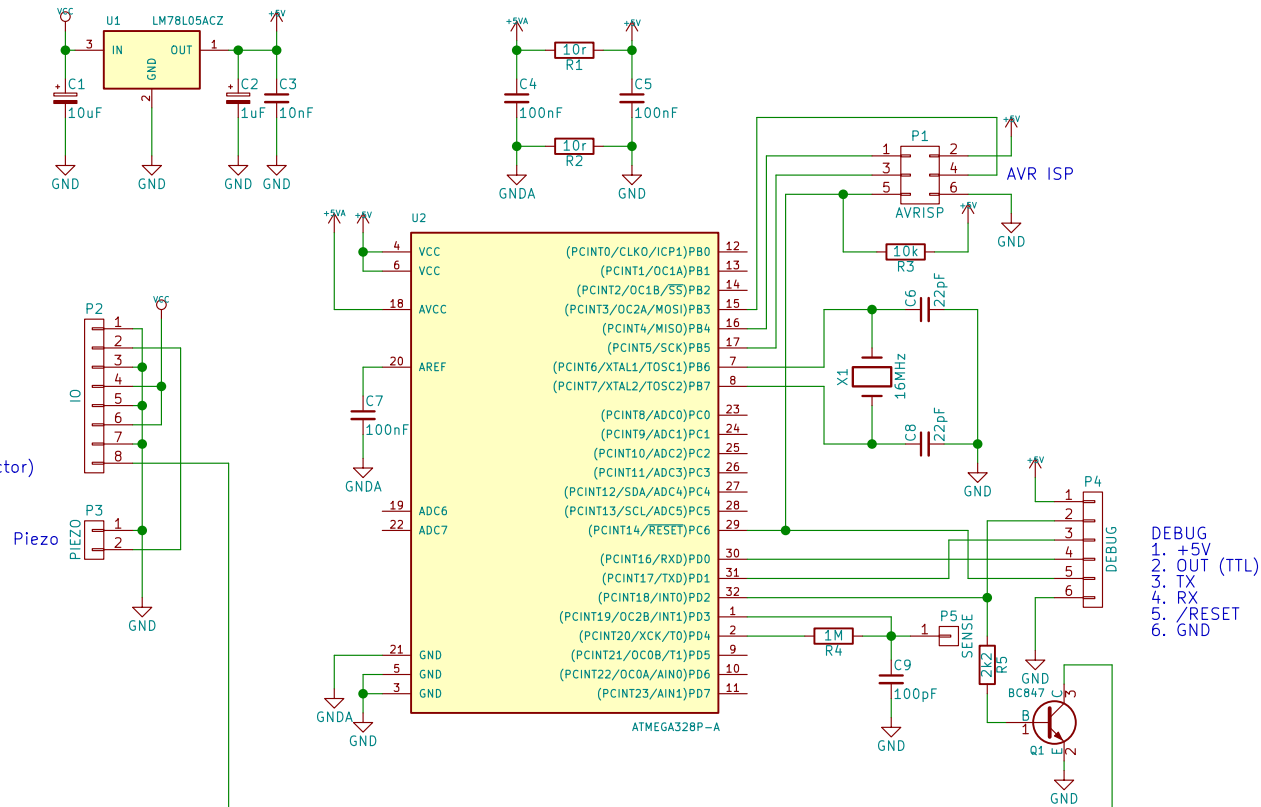 VCC
U1 LM78L05ACZ
+5V
3 IN OUT 1
GND
2
C1
10uF
C2
1uF
C3
10nF
GND
GND
GND
GND
+5VA
+5V
10r
R1
C4
100nF
C5
100nF
10r
R2
GNDA
GND
P1
+5V
1 2
3 4
5 6
AVRISP
AVR ISP
+5V
GND
10k
R3
+5VA
+5V
U2
4 VCC
6 VCC
18 AVCC
20 AREF
19 ADC6
22 ADC7
21 GND
5 GND
3 GND
(PCINT0/CLKO/ICP1)PB0 12
(PCINT1/OC1A)PB1 13
(PCINT2/OC1B/SS)PB2 14
(PCINT3/OC2A/MOSI)PB3 15
(PCINT4/MISO)PB4 16
(PCINT5/SCK)PB5 17
(PCINT6/XTAL1/TOSC1)PB6 7
(PCINT7/XTAL2/TOSC2)PB7 8
(PCINT8/ADC0)PC0 23
(PCINT9/ADC1)PC1 24
(PCINT10/ADC2)PC2 25
(PCINT11/ADC3)PC3 26
(PCINT12/SDA/ADC4)PC4 27
(PCINT13/SCL/ADC5)PC5 28
(PCINT14/RESET)PC6 29
(PCINT16/RXD)PD0 30
(PCINT17/TXD)PD1 31
(PCINT18/INT0)PD2 32
(PCINT19/OC2B/INT1)PD3 1
(PCINT20/XCK/T0)PD4 2
(PCINT21/OC0B/T1)PD5 9
(PCINT22/OC0A/AIN0)PD6 10
(PCINT23/AIN1)PD7 11
ATMEGA328P-A
C7
100nF
GNDA
GNDA
GND
VCC
P2
1
2
3
4
5
6
7
8
IO
ctor)
P3
1
2
PIEZO
Piezo
GND
C6
22pF
X1
16MHz
C8
22pF
GND
+5V
P4
1
2
3
4
5
6
DEBUG
DEBUG
1. +5V
2. OUT (TTL)
3. TX
4. RX
5. /RESET
6. GND
GND
1M
R4
P5
1
SENSE
C9
100pF
GND
2k2
R5
BC847
C
3
B
1
Q1
E
2
GND